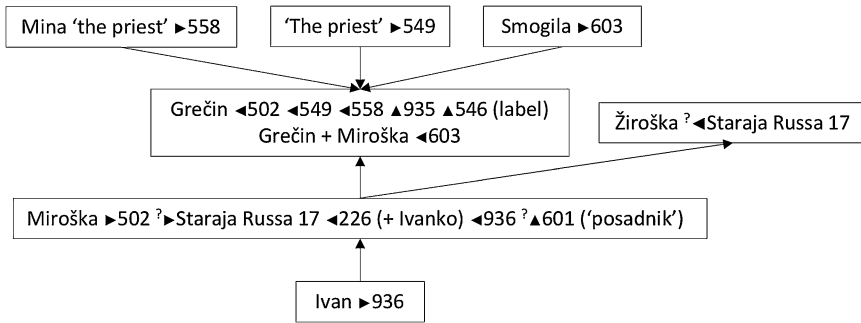 Mina ‘the priest’ ►558
‘The priest’ ►549
Smogila ►603
Grečin ◄502 ◄549 ◄558 ▲935 ▲546 (label)
Grečin + Miroška ◄603
Žiroška ?◄Staraja Russa 17
Miroška ►502 ?►Staraja Russa 17 ◄226 (+ Ivanko) ◄936 ?▲601 (‘posadnik’)
Ivan ►936